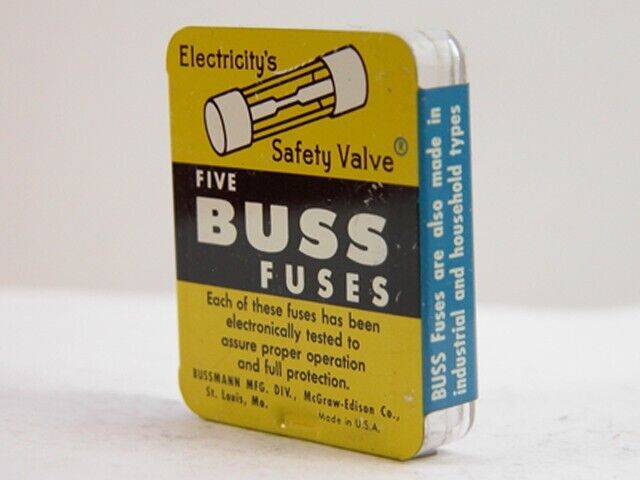 Electricity's
Safety Valve®
FIVE
BUSS
FUSES
Each of these fuses has been
electronically tested to
assure proper operation
and full protection.
BUSSMANN MFG. DIV., McGraw-Edison Co.,
St. Louis, Mo.
Made in U.S.A.
BUSS Fuses are also made in
industrial and household types